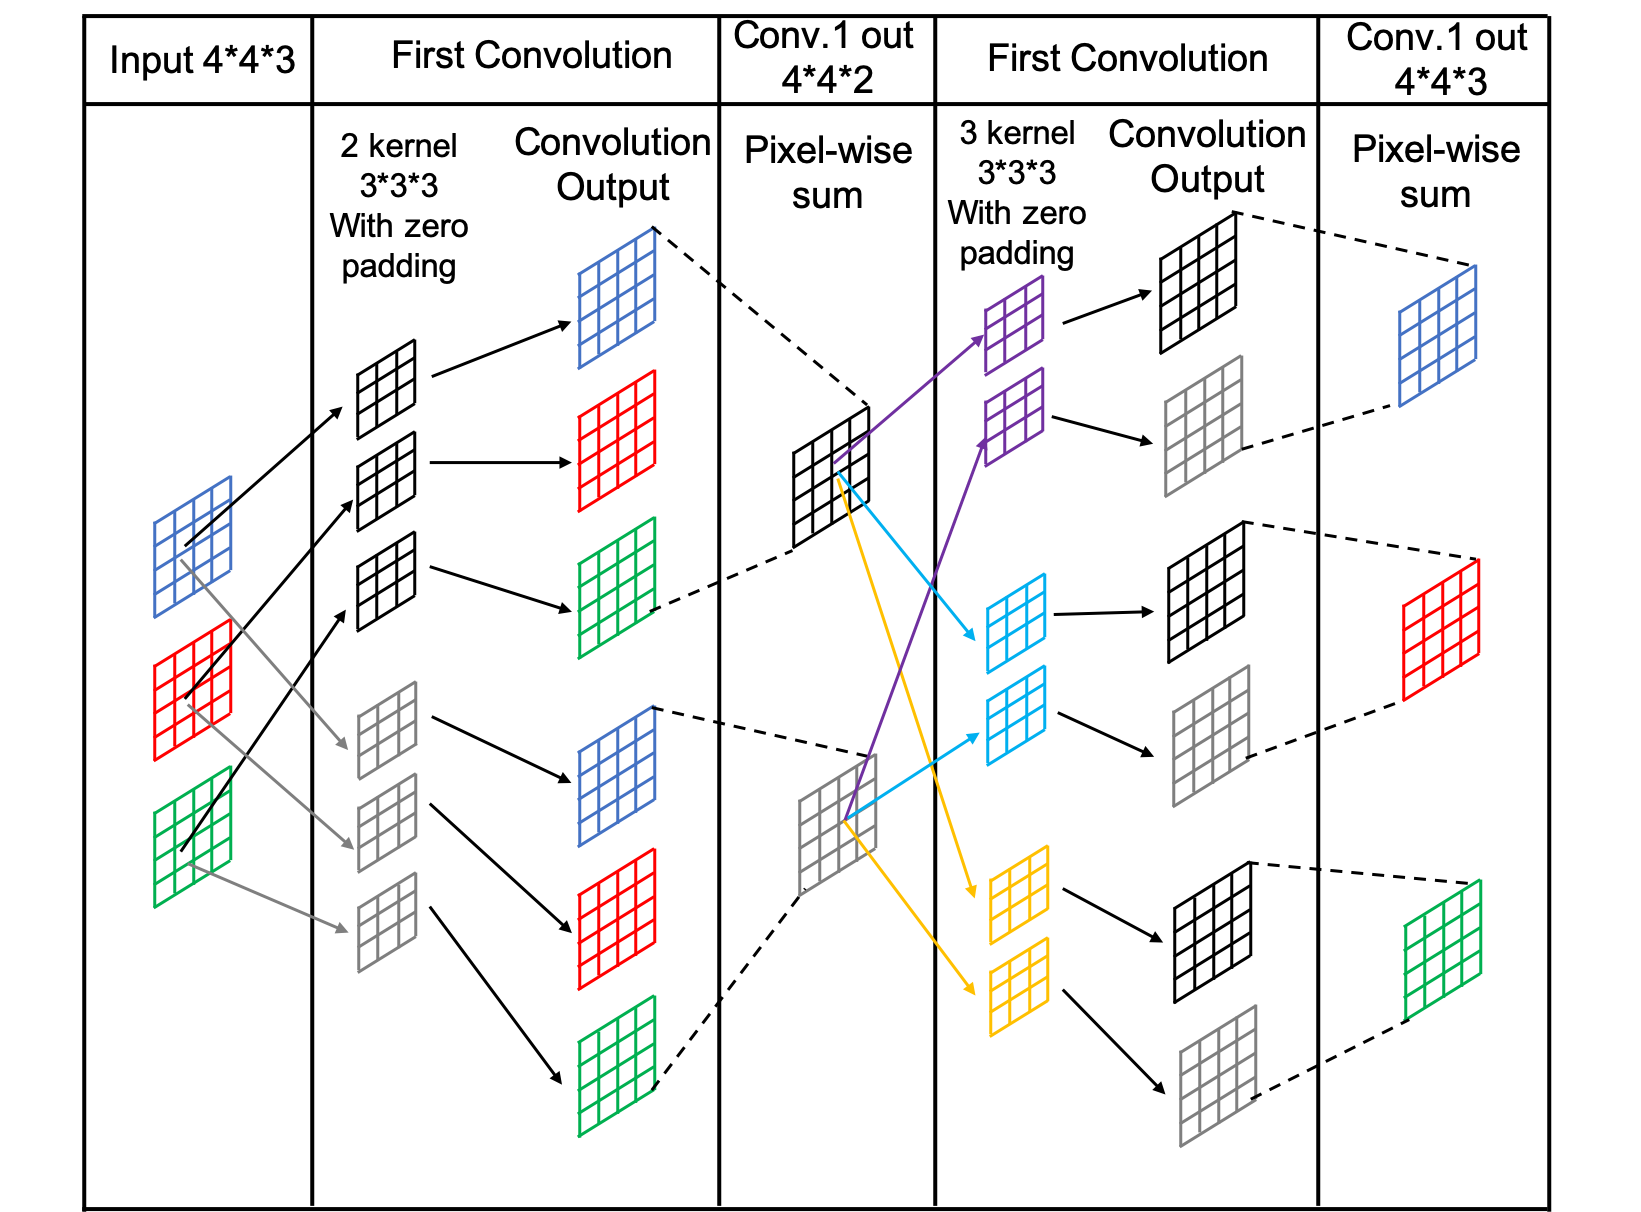 Input 4*4*3
First Convolution
Conv.1 out
4*4*2
First Convolution
Conv.1 out
4*4*3
2 kernel
3*3*3
With zero
padding
Convolution
Output
Pixel-wise
sum
3 kernel
3*3*3
With zero
padding
Convolution
Output
Pixel-wise
sum